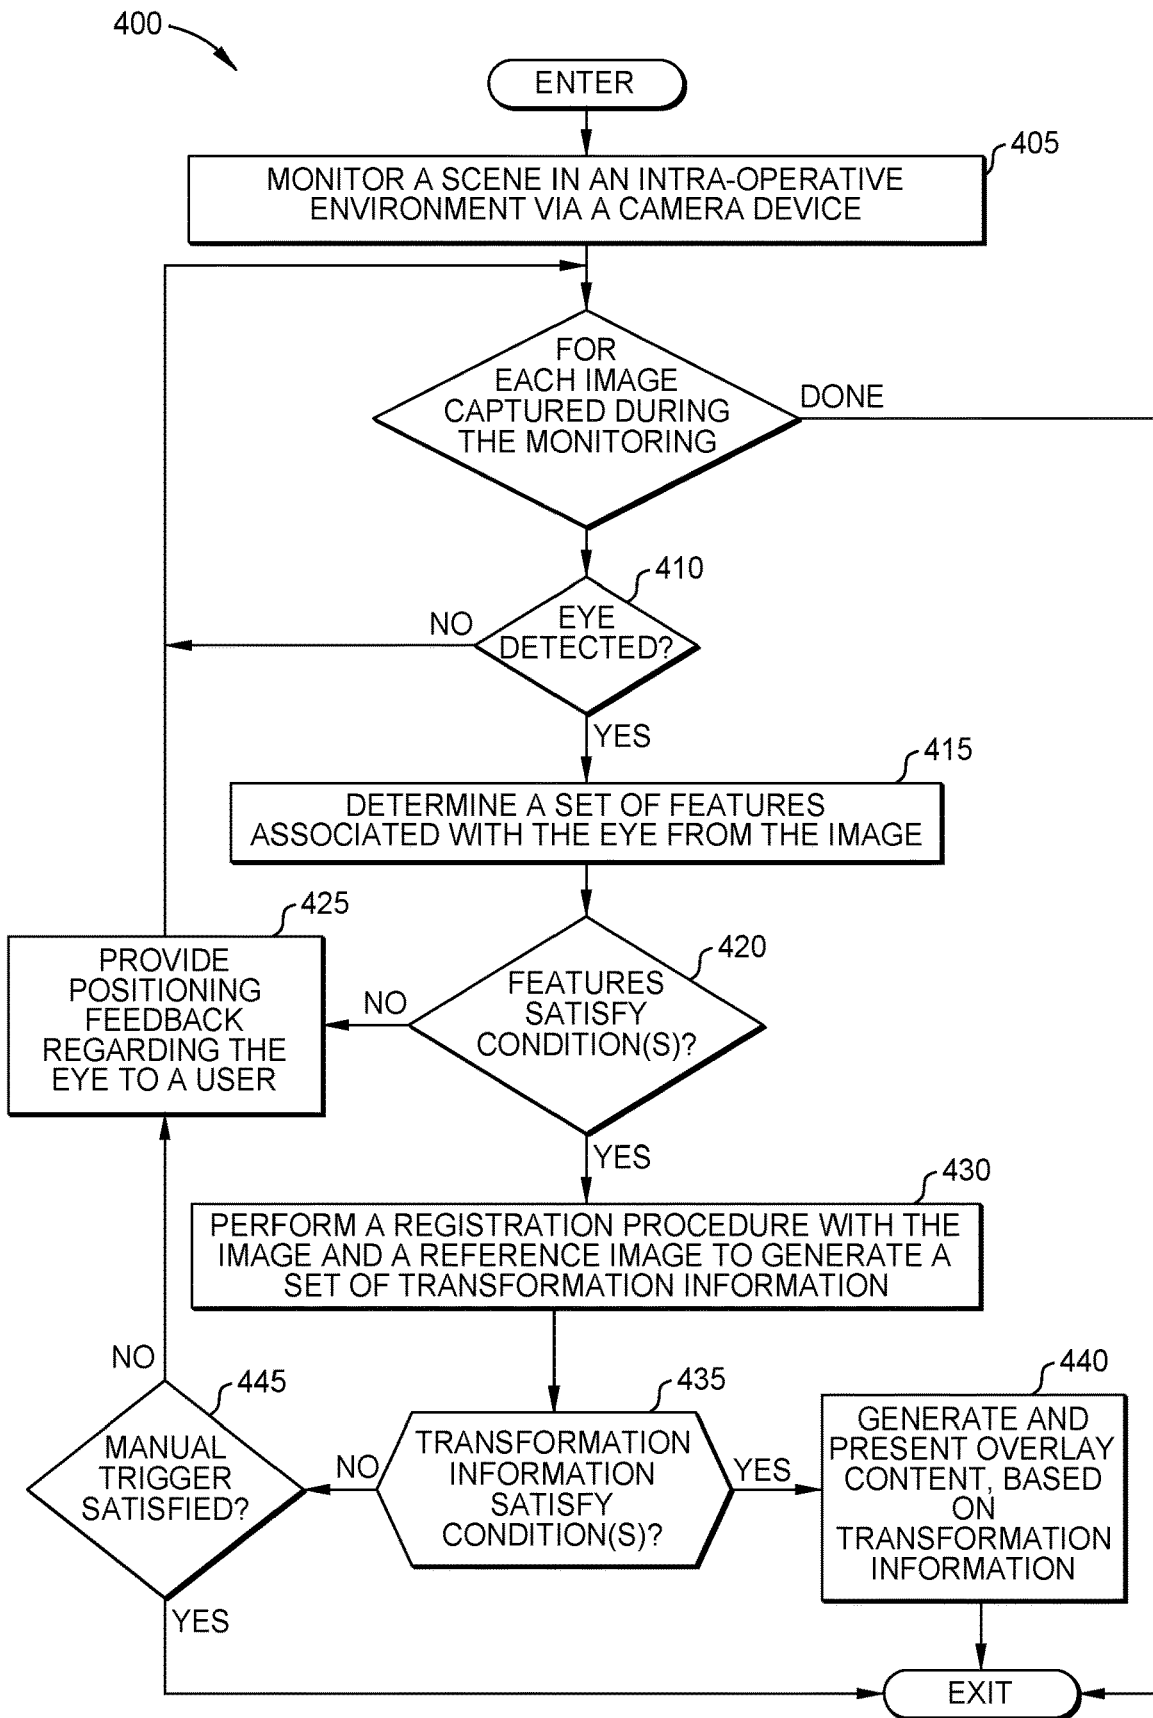 400
ENTER
405
MONITOR A SCENE IN AN INTRA-OPERATIVE
ENVIRONMENT VIA A CAMERA DEVICE
FOR
EACH IMAGE
CAPTURED DURING
THE MONITORING
DONE
410
EYE
DETECTED?
NO
YES
415
DETERMINE A SET OF FEATURES
ASSOCIATED WITH THE EYE FROM THE IMAGE
425
PROVIDE
POSITIONING
FEEDBACK
REGARDING THE
EYE TO A USER
420
FEATURES
SATISFY
CONDITION(S)?
NO
YES
430
PERFORM A REGISTRATION PROCEDURE WITH THE
IMAGE AND A REFERENCE IMAGE TO GENERATE A
SET OF TRANSFORMATION INFORMATION
NO
445
MANUAL
TRIGGER
SATISFIED?
YES
NO
435
TRANSFORMATION
INFORMATION
SATISFY
CONDITION(S)?
YES
440
GENERATE AND
PRESENT OVERLAY
CONTENT, BASED
ON
TRANSFORMATION
INFORMATION
EXIT